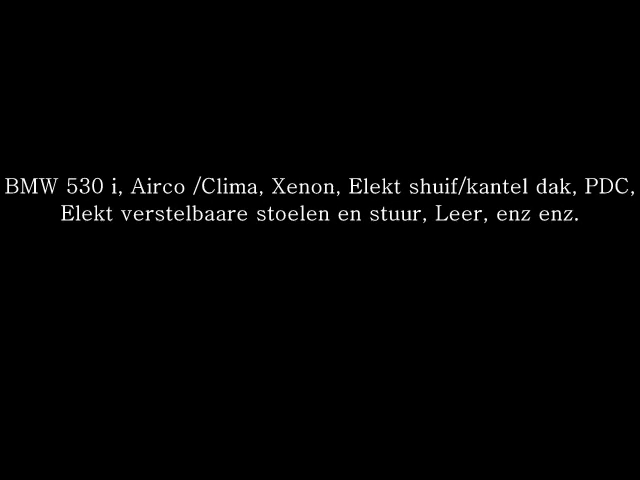 BMW 530 i, Airco /Clima, Xenon, Elekt shuif/kantel dak, PDC,
Elekt verstelbaare stoelen en stuur, Leer, enz enz.